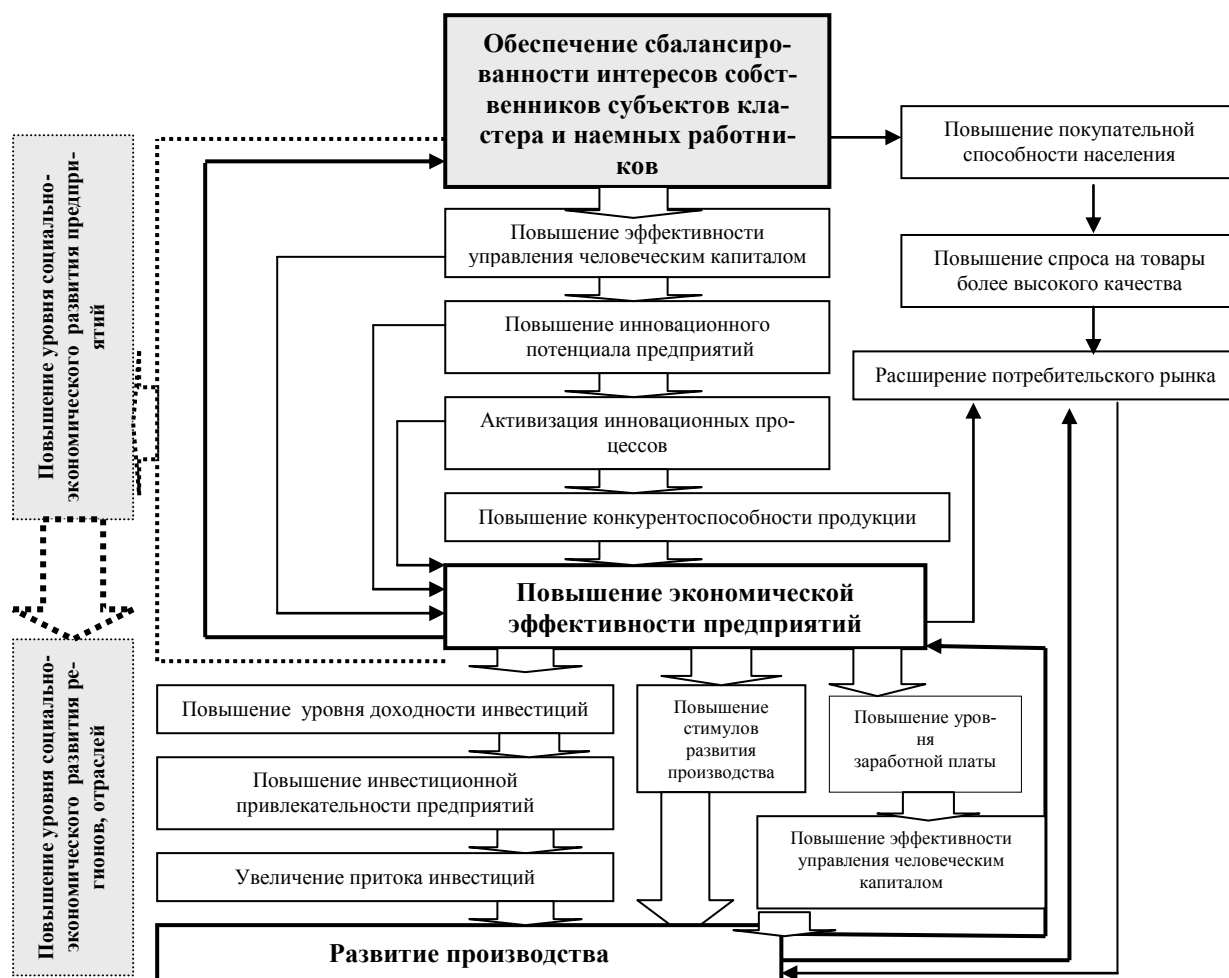 Обеспечение сбалансиро-
ванности интересов собст-
венников субъектов кла-
стера и наемных работни-
ков
Повышение покупательной
способности населения
Повышение уровня социально-
экономического развития предпри-
ятий
Повышение эффективности
управления человеческим капиталом
Повышение спроса на товары
более высокого качества
Повышение инновационного
потенциала предприятий
Расширение потребительского рынка
Активизация инновационных про-
цессов
Повышение конкурентоспособности продукции
Повышение экономической
эффективности предприятий
Повышение уровня социально-
экономического развития ре-
гионов, отраслей
Повышение уровня доходности инвестиций
Повышение
стимулов
развития
производства
Повышение уров-
ня
заработной платы
Повышение инвестиционной
привлекательности предприятий
Повышение эффективности
управления человеческим
капиталом
Увеличение притока инвестиций
Развитие производства